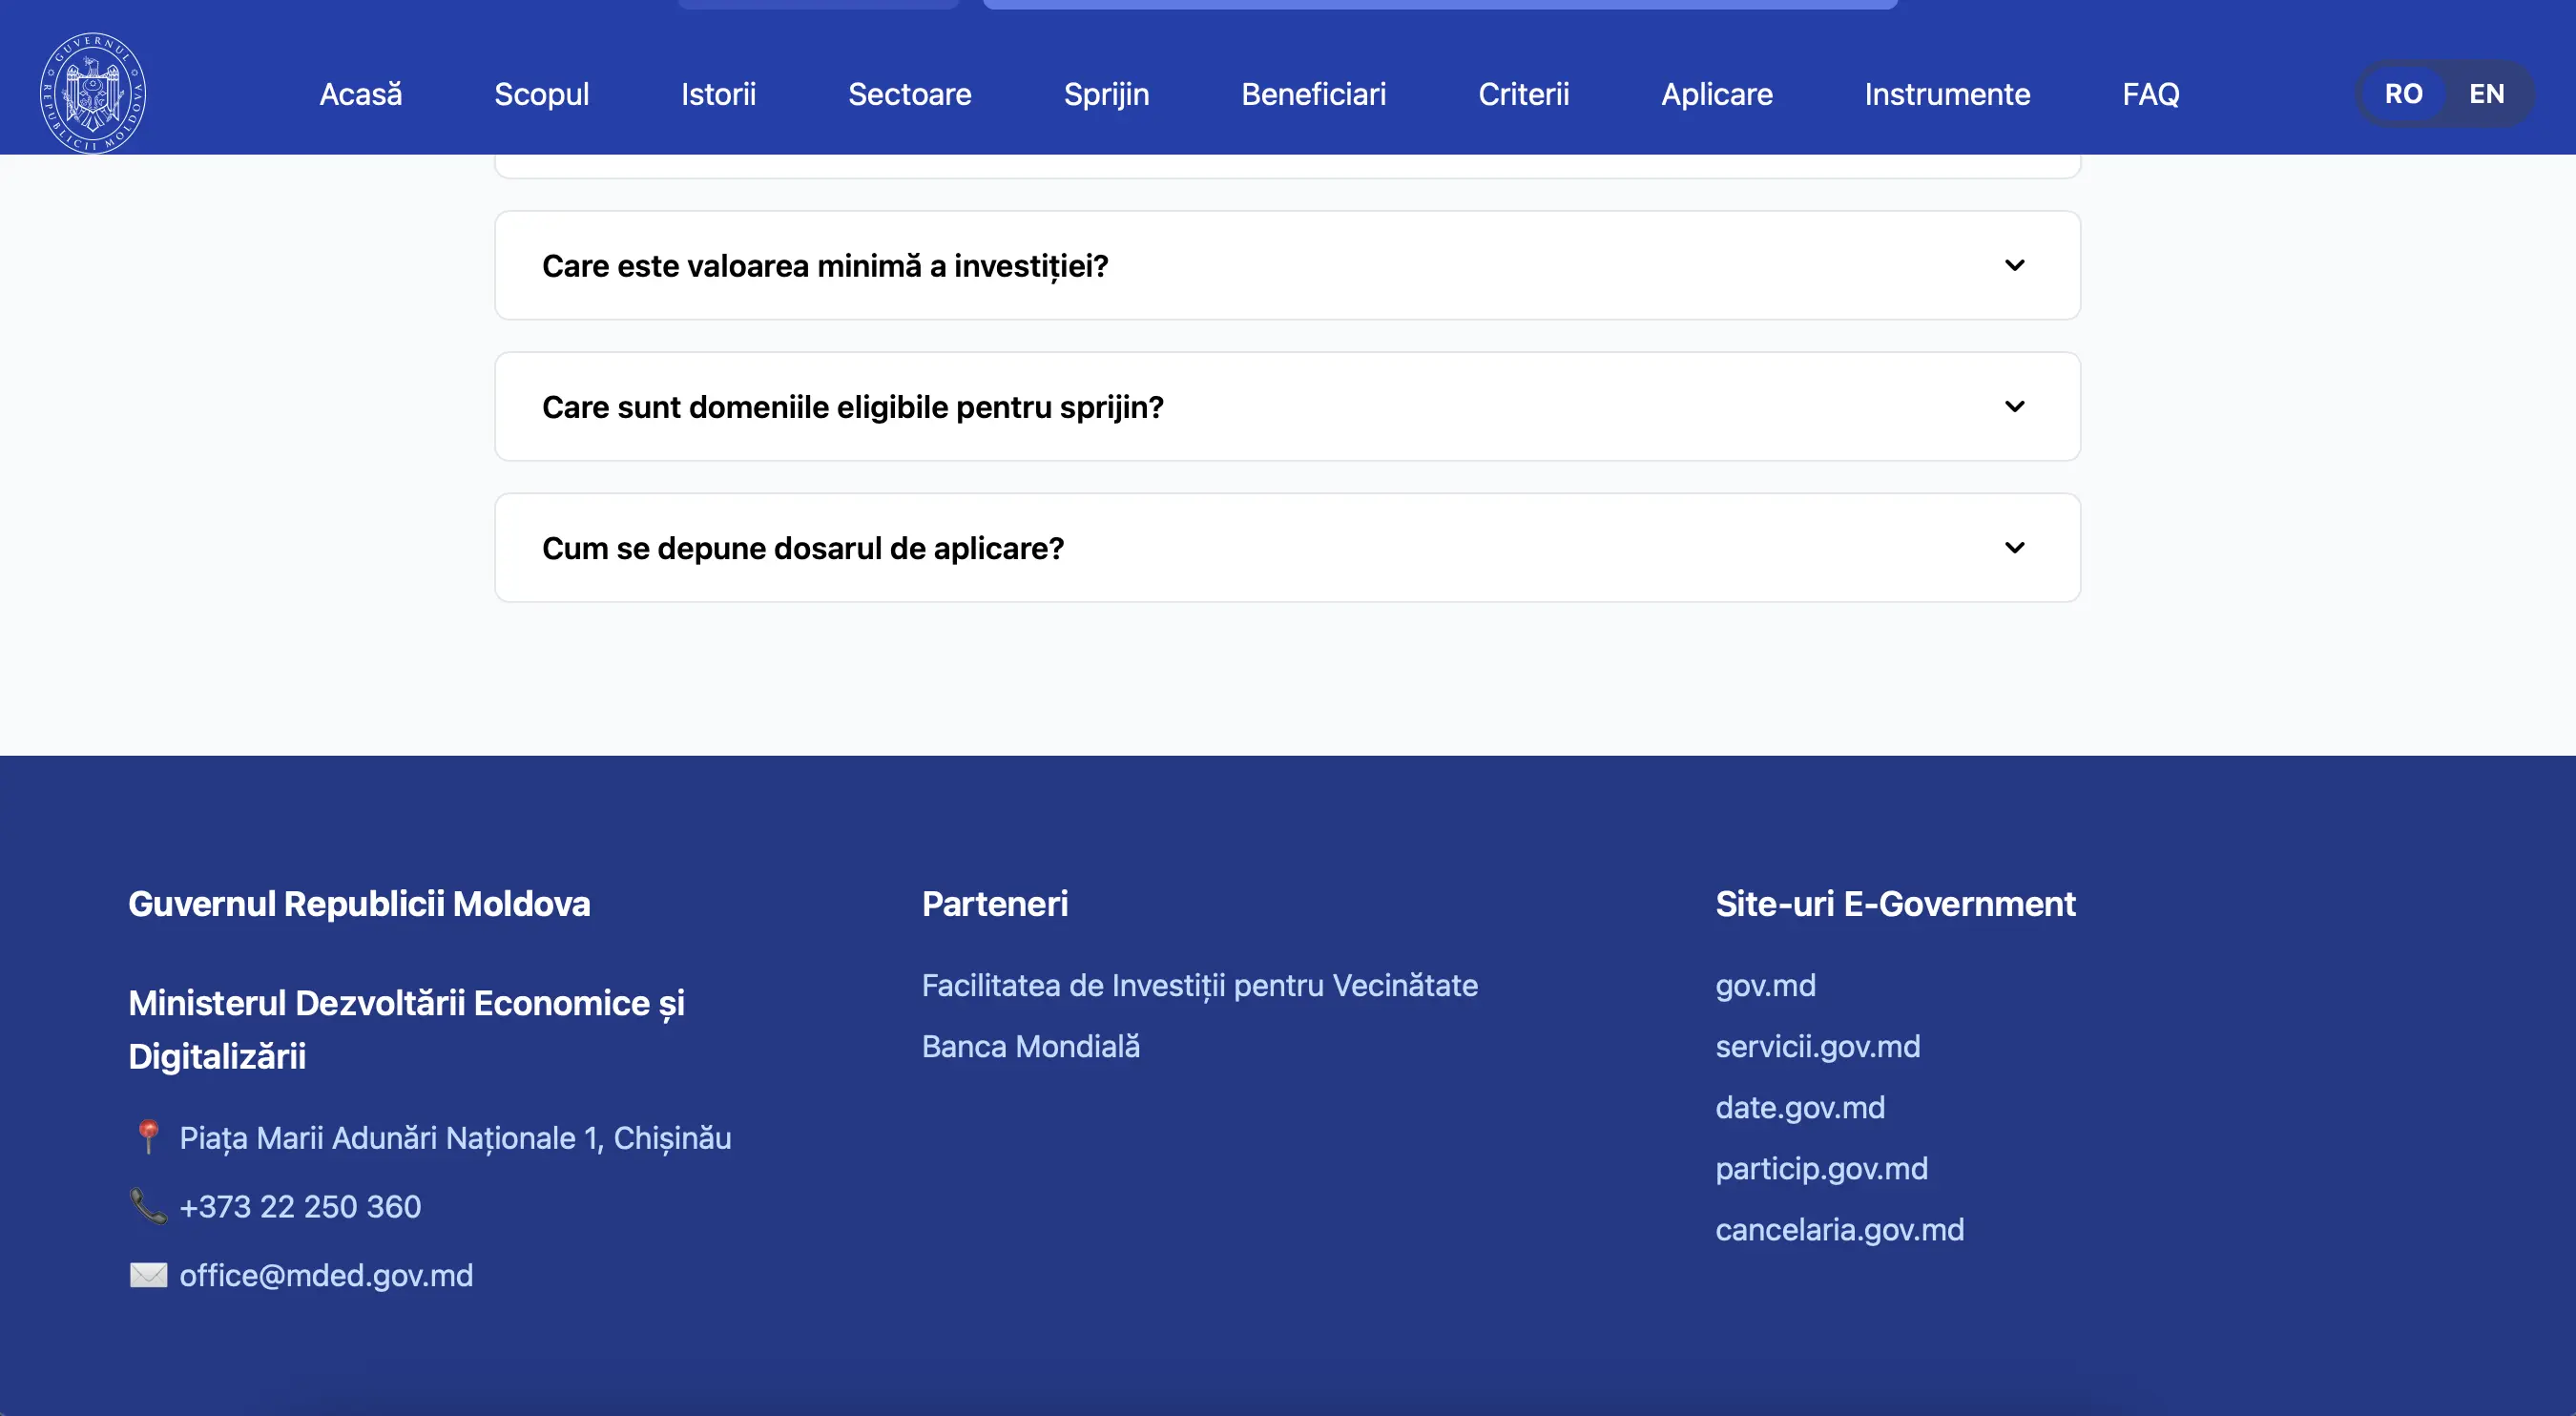 GUVERNUL REPUBLICII MOLDOVA
Acasă
Scopul
Istorii
Sectoare
Sprijin
Beneficiari
Criterii
Aplicare
Instrumente
FAQ
RO
EN
Care este valoarea minimă a investiției?
Care sunt domeniile eligibile pentru sprijin?
Cum se depune dosarul de aplicare?
Guvernul Republicii Moldova
Ministerul Dezvoltării Economice și
Digitalizării
Piața Marii Adunări Naționale 1, Chișinău
+373 22 250 360
office@mded.gov.md
Parteneri
Facilitatea de Investiții pentru Vecinătate
Banca Mondială
Site-uri E-Government
gov.md
servicii.gov.md
date.gov.md
particip.gov.md
cancelaria.gov.md